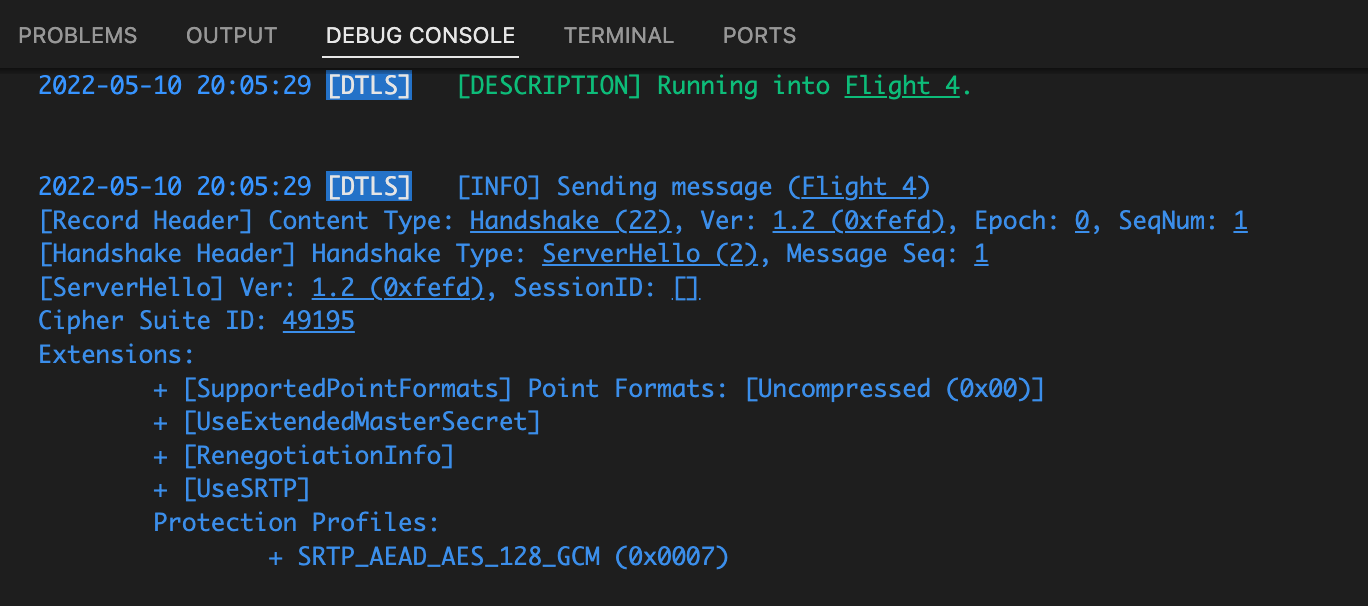 PROBLEMS OUTPUT DEBUG CONSOLE TERMINAL PORTS
2022-05-10 20:05:29 [DTLS] [DESCRIPTION] Running into Flight 4.
2022-05-10 20:05:29 [DTLS] [INFO] Sending message (Flight 4)
[Record Header] Content Type: Handshake (22), Ver: 1.2 (0xfefd), Epoch: 0, SeqNum: 1
[Handshake Header] Handshake Type: ServerHello (2), Message Seq: 1
[ServerHello] Ver: 1.2 (0xfefd), SessionID: []
Cipher Suite ID: 49195
Extensions:
+ [SupportedPointFormats] Point Formats: [Uncompressed (0x00)]
+ [UseExtendedMasterSecret]
+ [RenegotiationInfo]
+ [UseSRTP]
Protection Profiles:
+ SRTP_AEAD_AES_128_GCM (0x0007)